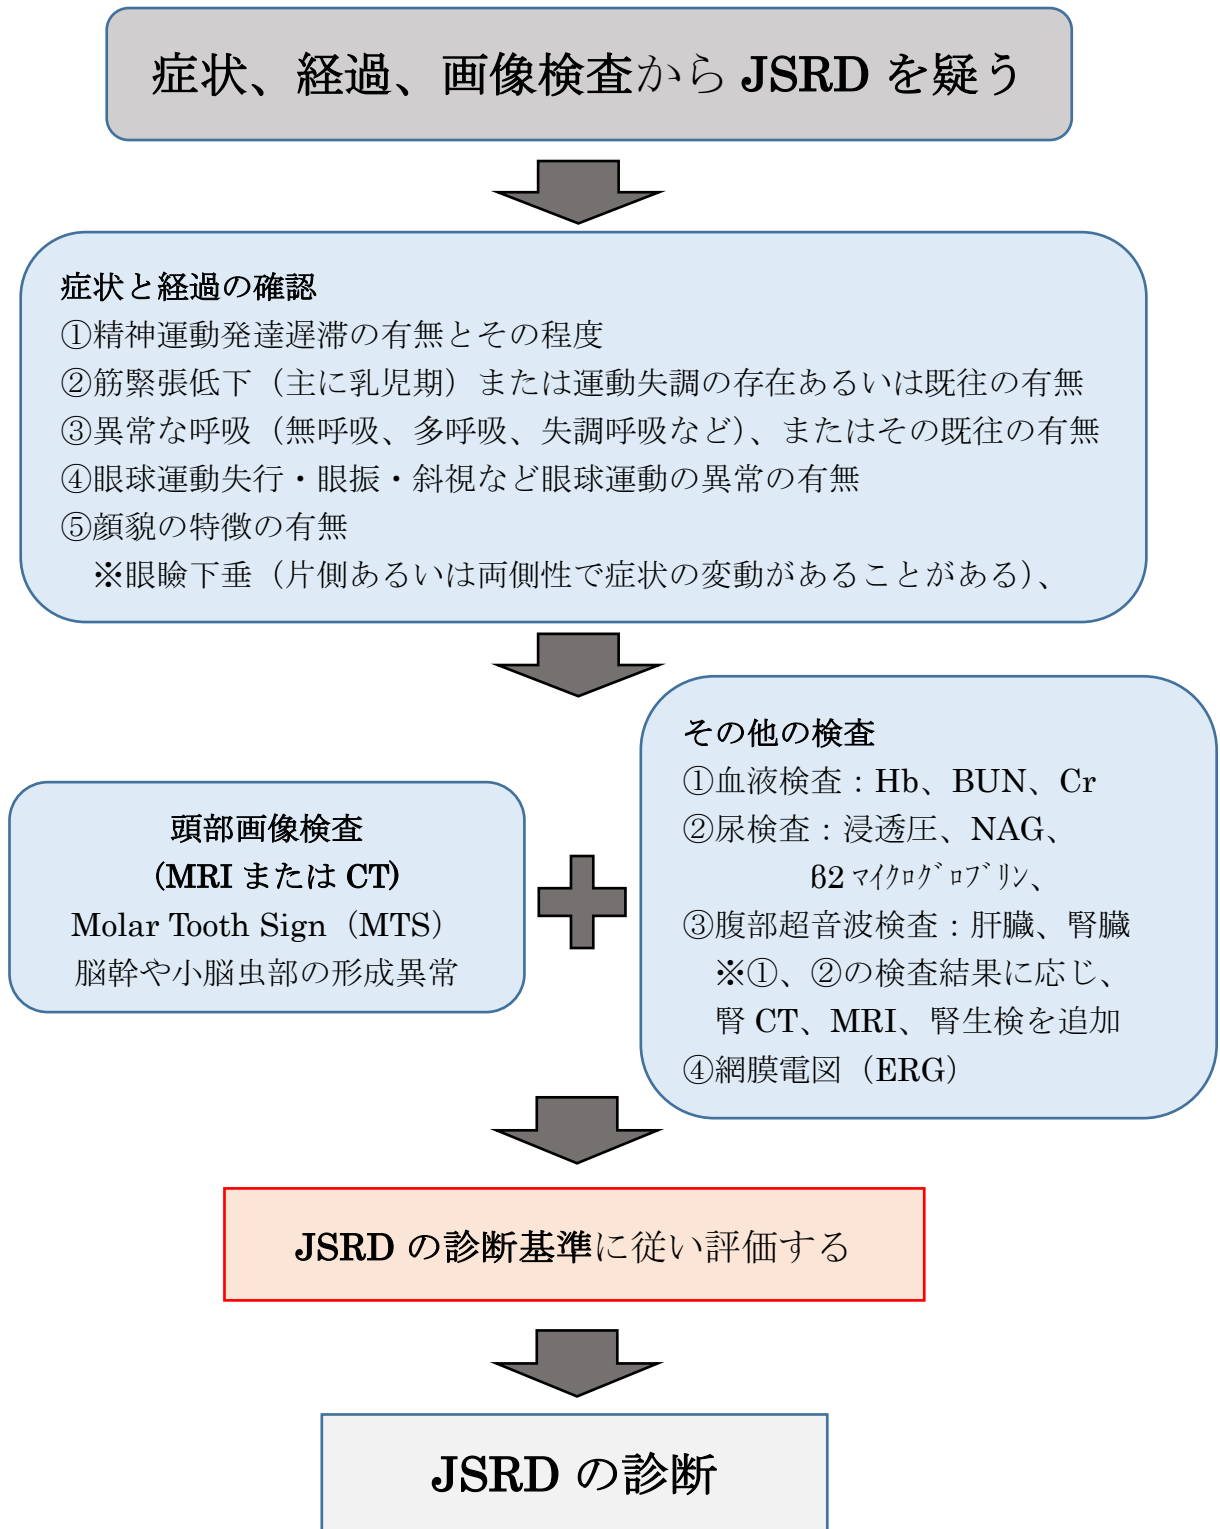 症状、経過、画像検査から JSRD を疑う
症状と経過の確認
①精神運動発達遅滞の有無とその程度
②筋緊張低下（主に乳児期）または運動失調の存在あるいは既往の有無
③異常な呼吸（無呼吸、多呼吸、失調呼吸など）、またはその既往の有無
④眼球運動失行・眼振・斜視など眼球運動の異常の有無
⑤顔貌の特徴の有無
※眼瞼下垂（片側あるいは両側性で症状の変動があることがある）、
頭部画像検査
(MRI または CT)
Molar Tooth Sign（MTS）
脳幹や小脳虫部の形成異常
その他の検査
①血液検査：Hb、BUN、Cr
②尿検査：浸透圧、NAG、
β2 ﾏｲｸﾛｸﾞﾛﾌﾞﾘﾝ、
③腹部超音波検査：肝臓、腎臓
※①、②の検査結果に応じ、
腎 CT、MRI、腎生検を追加
④網膜電図（ERG）
JSRD の診断基準に従い評価する
JSRD の診断